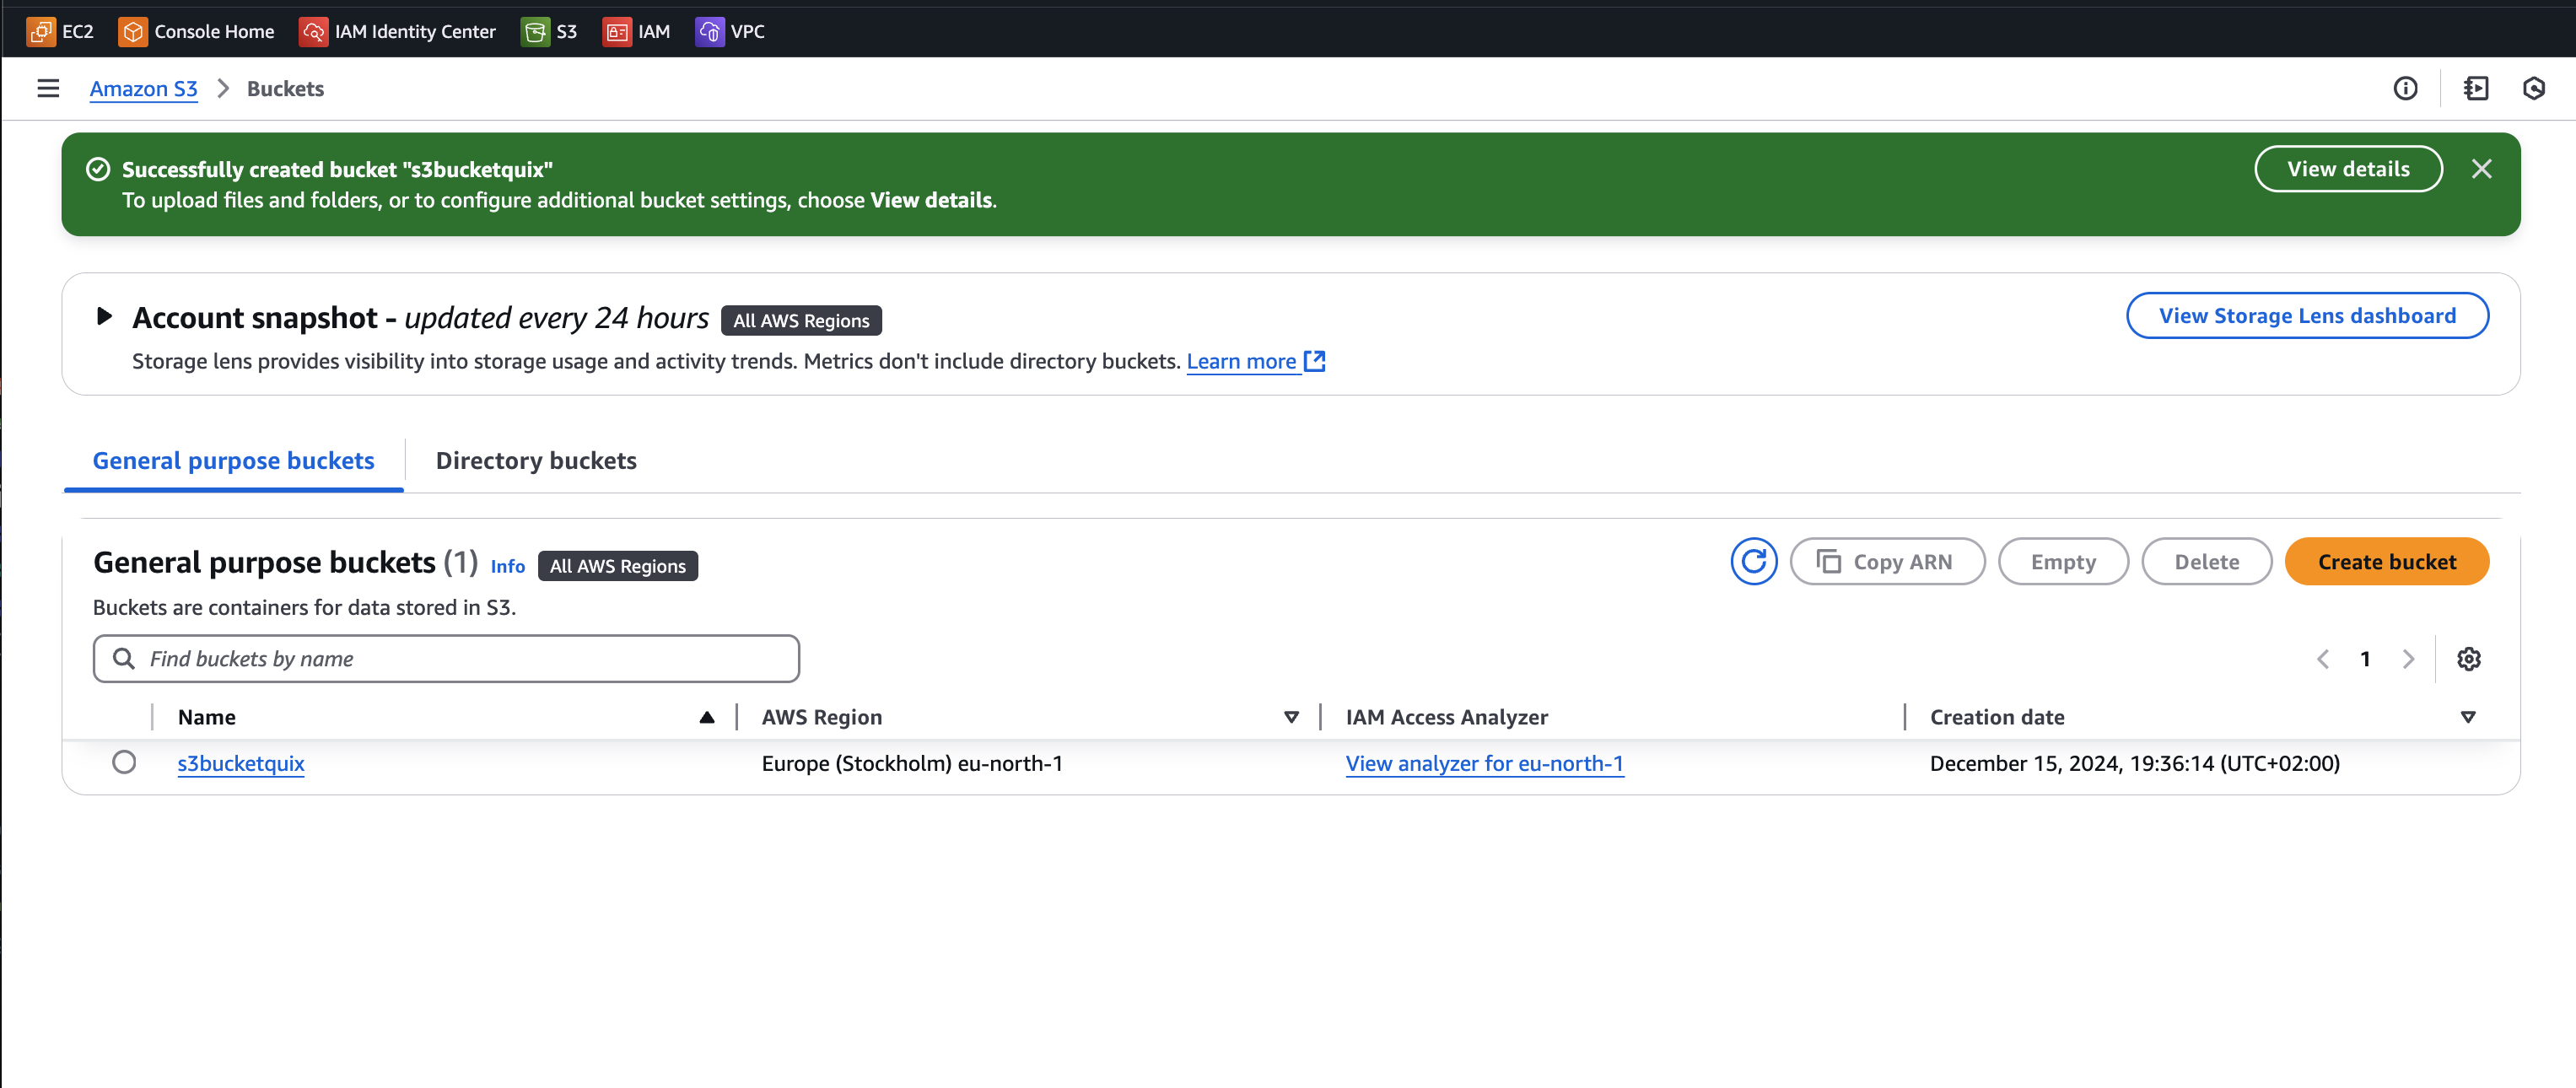 EC2 Console Home IAM Identity Center S3 IAM VPC
Amazon S3 Buckets
Successfully created bucket "s3bucketquix"
To upload files and folders, or to configure additional bucket settings, choose View details.
View details
Account snapshot - updated every 24 hours All AWS Regions
Storage lens provides visibility into storage usage and activity trends. Metrics don't include directory buckets. Learn more
View Storage Lens dashboard
General purpose buckets Directory buckets
General purpose buckets (1) Info All AWS Regions
Copy ARN Empty Delete Create bucket
Buckets are containers for data stored in S3.
Find buckets by name
1
Name AWS Region IAM Access Analyzer Creation date
s3bucketquix Europe (Stockholm) eu-north-1 View analyzer for eu-north-1 December 15, 2024, 19:36:14 (UTC+02:00)